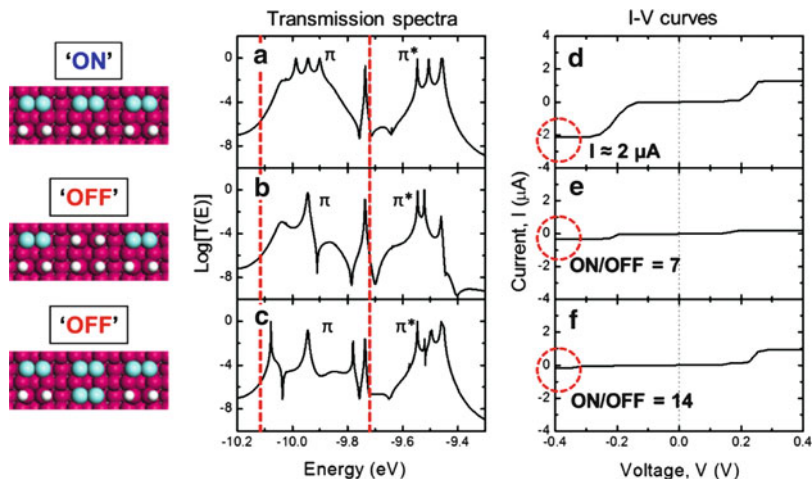 Transmission spectra
I-V curves
'ON'
'OFF'
'OFF'
a
π
π*
b
π
π*
c
π
π*
0
-4
-8
0
-4
-8
0
-4
-8
Log[T(E)]
-10.2 -10.0 -9.8 -9.6 -9.4
Energy (eV)
d
I ≈ 2 μA
e
ON/OFF = 7
f
ON/OFF = 14
4
2
0
-2
-4
2
0
-2
-4
2
0
-2
-4
Current, I (μA)
-0.4 -0.2 0.0 0.2 0.4
Voltage, V (V)